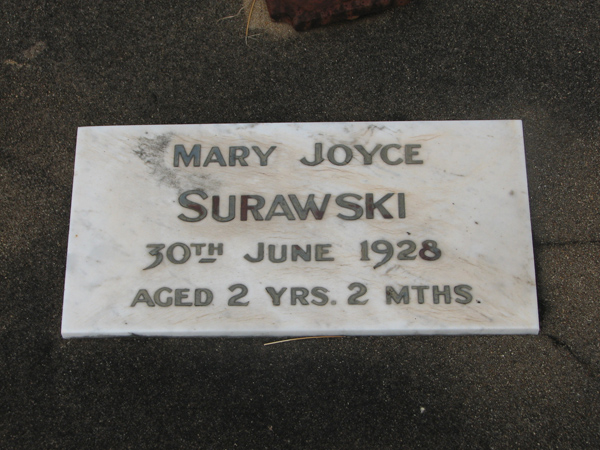 MARY JOYCE
SURAWSKI
30TH JUNE 1928
AGED 2 YRS. 2 MTHS.